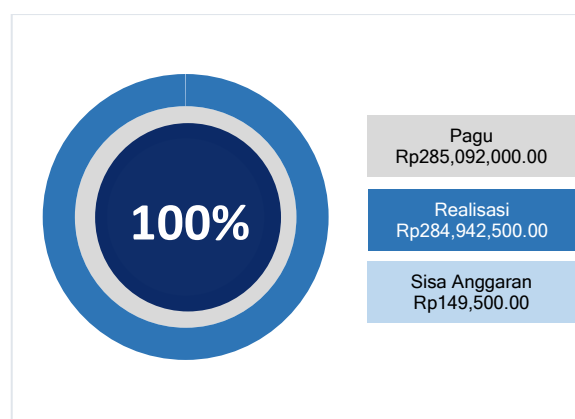 100%
Pagu
Rp285,092,000.00
Realisasi
Rp284,942,500.00
Sisa Anggaran
Rp149,500.00